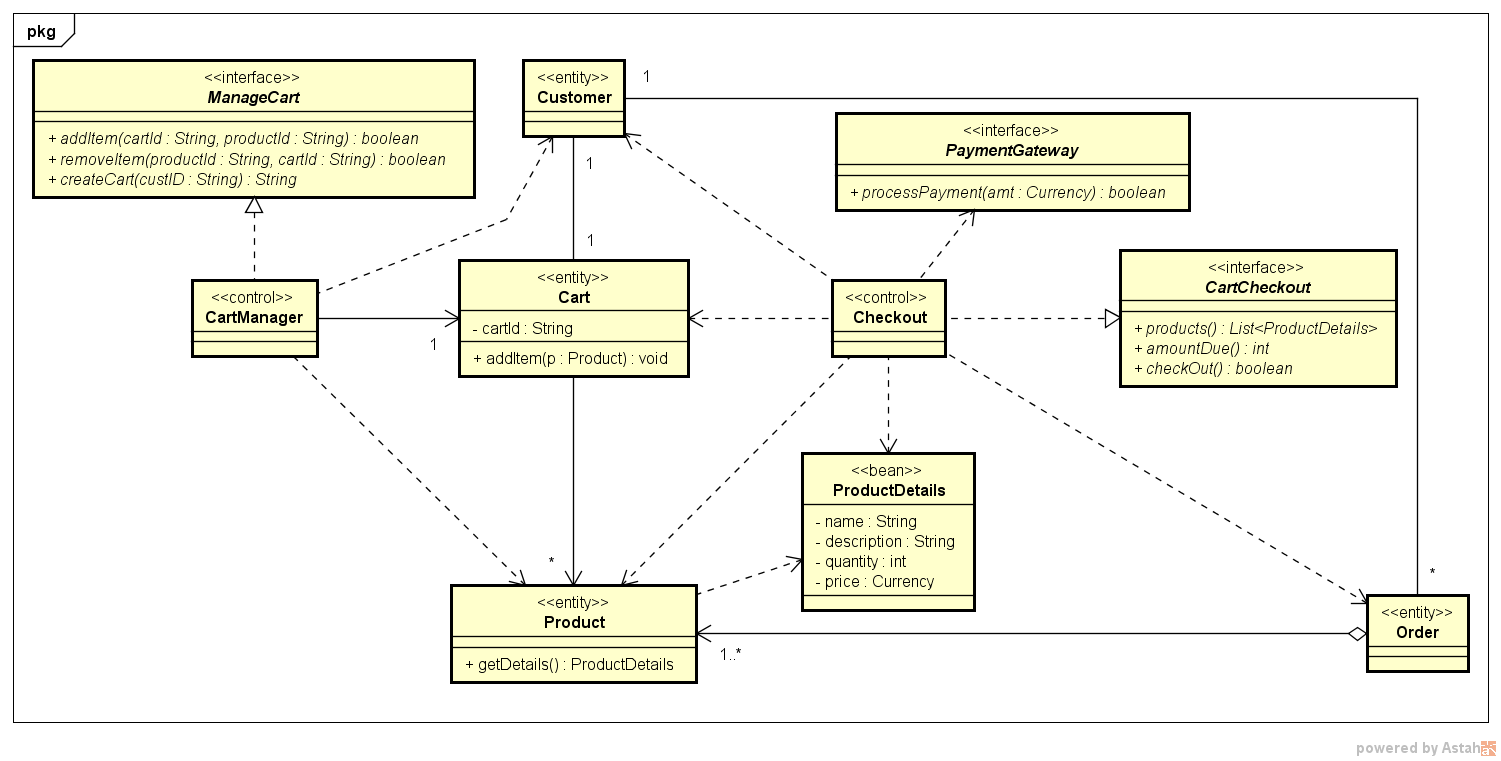 pkg
<<interface>>
ManageCart
+ addItem(cartId : String, productId : String) : boolean
+ removeItem(productId : String, cartId : String) : boolean
+ createCart(custID : String) : String
<<entity>>
Customer
1
1
1
<<interface>>
PaymentGateway
+ processPayment(amt : Currency) : boolean
<<control>>
CartManager
1
<<entity>>
Cart
- cartId : String
+ addItem(p : Product) : void
<<control>>
Checkout
<<interface>>
CartCheckout
+ products() : List<ProductDetails>
+ amountDue() : int
+ checkOut() : boolean
<<bean>>
ProductDetails
- name : String
- description : String
- quantity : int
- price : Currency
*
*
<<entity>>
Product
+ getDetails() : ProductDetails
1..*
<<entity>>
Order
powered by Astah